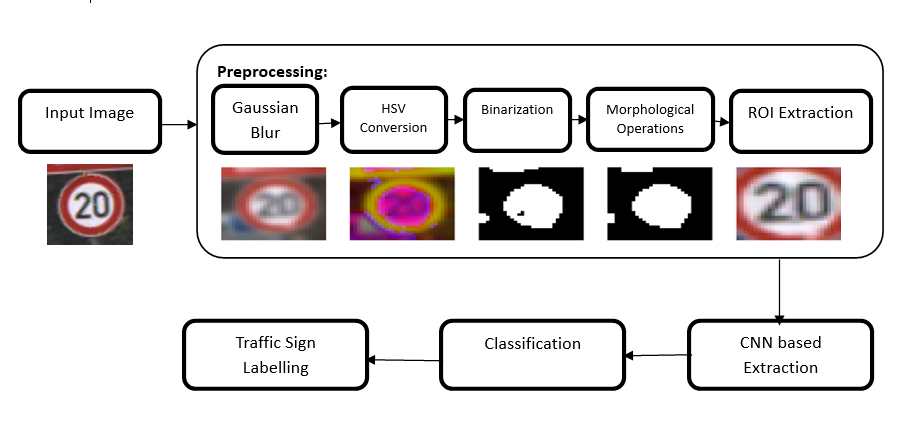 Preprocessing:
Input Image
Gaussian
Blur
HSV
Conversion
Binarization
Morphological
Operations
ROI Extraction
20
20
20
20
CNN based
Extraction
Classification
Traffic Sign
Labelling